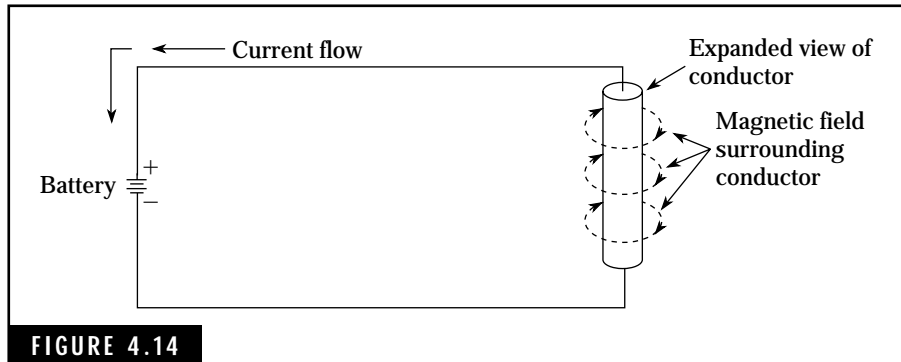 Current flow
Expanded view of
conductor
Magnetic field
surrounding
conductor
+
Battery
−
FIGURE 4.14